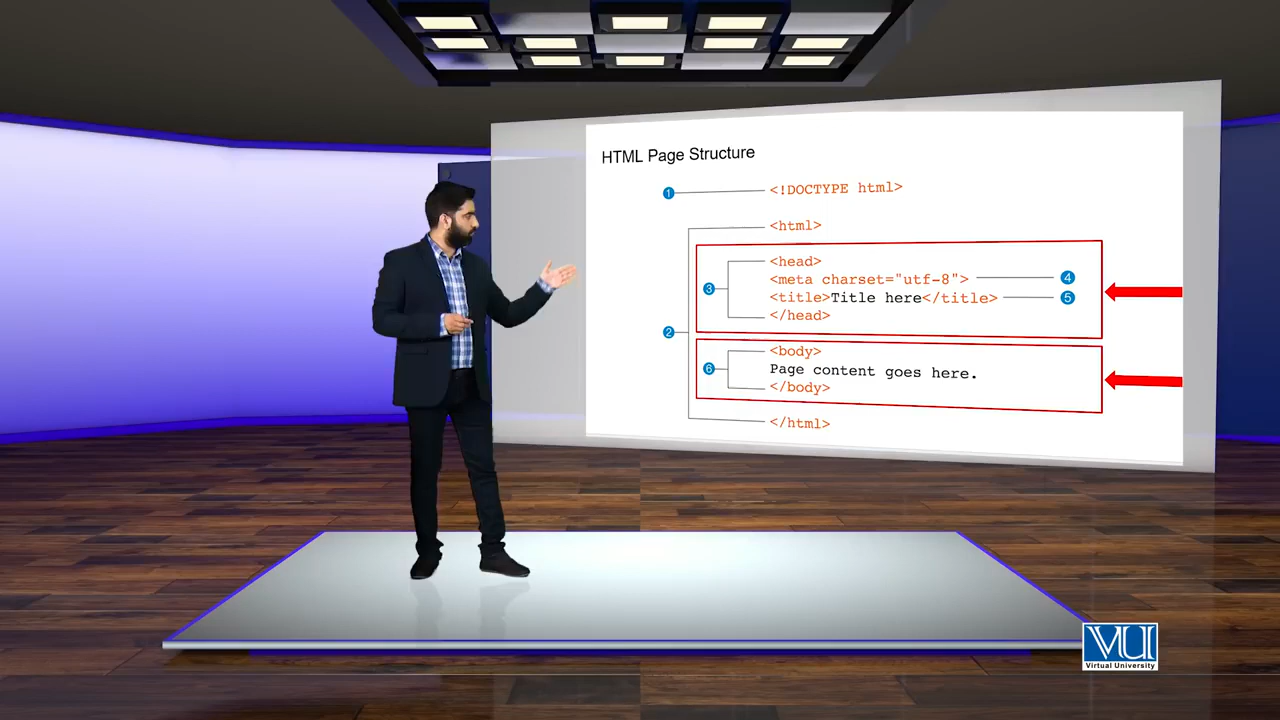 HTML Page Structure
1 <!DOCTYPE html>
<html>
<head>
<meta charset="utf-8"> 4
3
<title>Title here</title> 5
</head>
2
<body>
6 Page content goes here.
</body>
</html>
VU
Virtual University